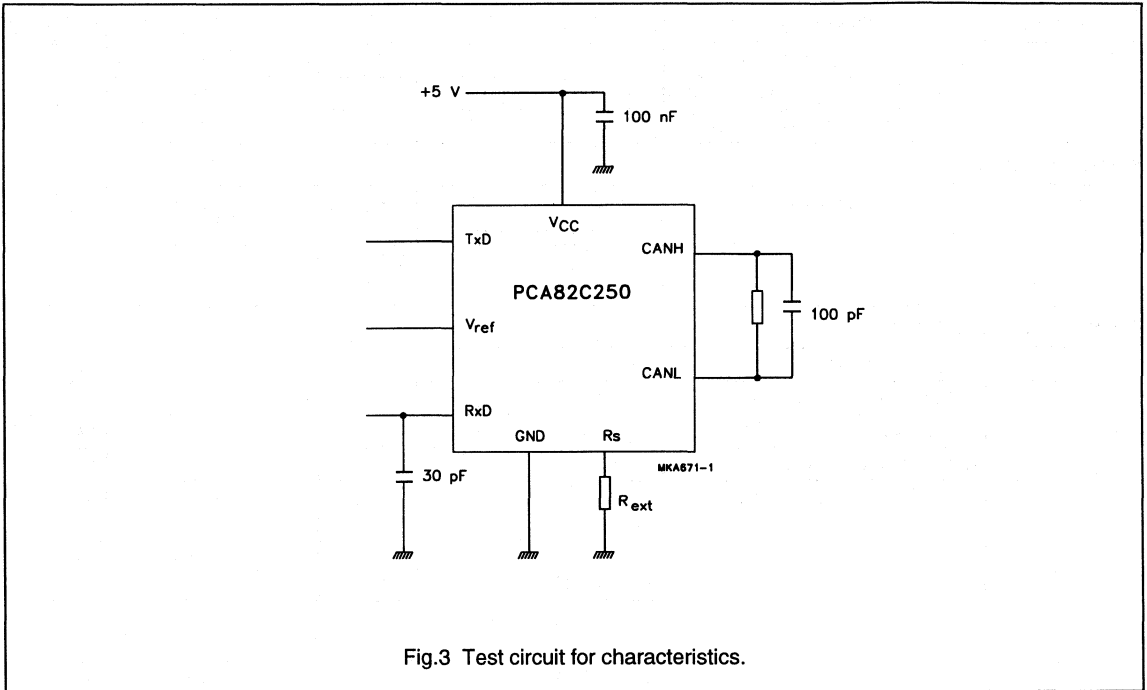 +5 V
100 nF
VCC
TxD
CANH
PCA82C250
Vref
100 pF
CANL
RxD
GND
Rs
MKA671-1
30 pF
Rext
Fig.3 Test circuit for characteristics.